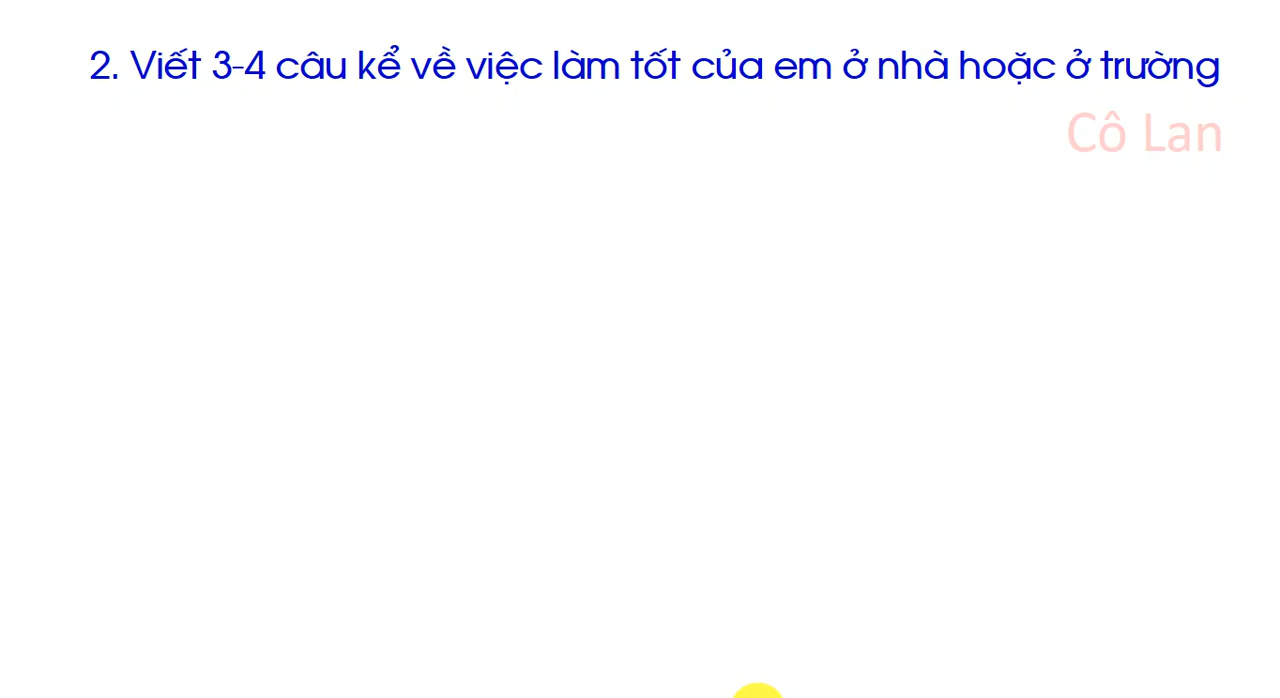 2. Viết 3-4 câu kể về việc làm tốt của em ở nhà hoặc ở trường
Cô Lan